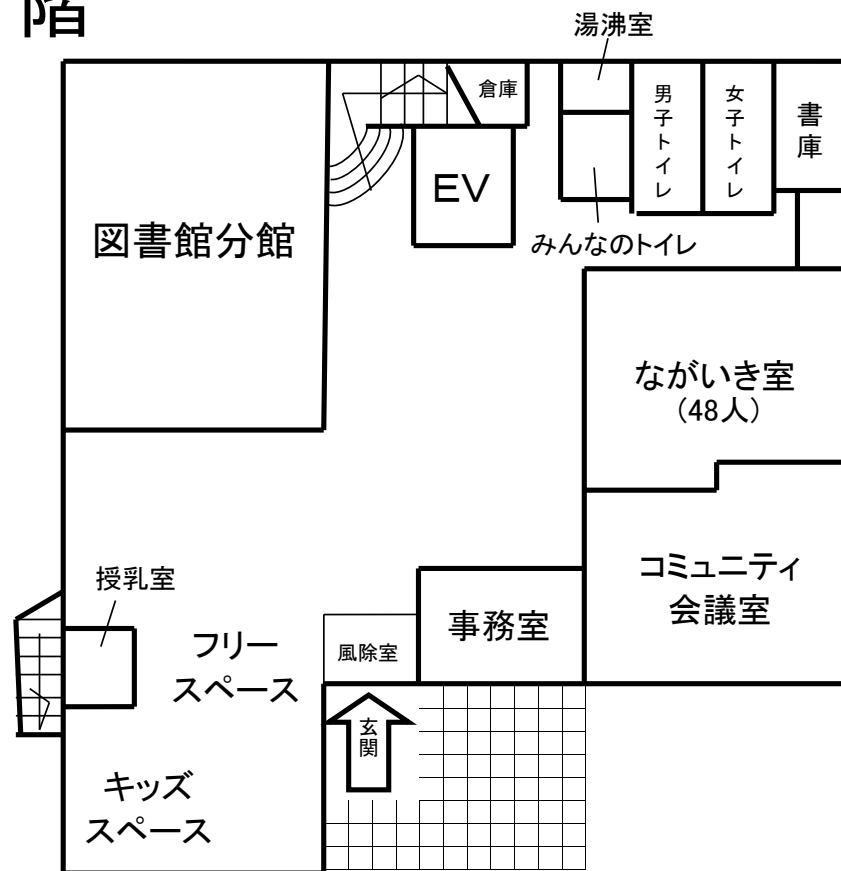 階
湯沸室
倉庫
男子トイレ
女子トイレ
書庫
EV
図書館分館
みんなのトイレ
ながいき室
(48人)
コミュニティ
会議室
授乳室
事務室
フリー
スペース
風除室
玄関
キッズ
スペース